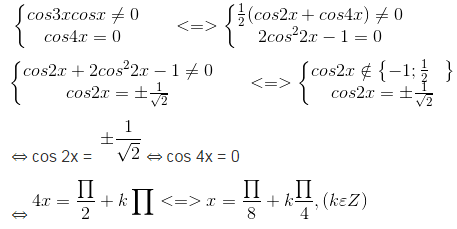 {cos3xcosx ≠ 0 ; cos4x = 0 <=> {1/2(cos2x + cos4x) ≠ 0 ; 2cos²2x − 1 = 0
{cos2x + 2cos²2x − 1 ≠ 0 ; cos2x = ±1/√2 <=> {cos2x ∉ {−1; 1/2 } ; cos2x = ±1/√2
⇔ cos 2x = ±1/√2 ⇔ cos 4x = 0
⇔ 4x = ∏/2 + k∏ <=> x = ∏/8 + k∏/4, (kεZ)